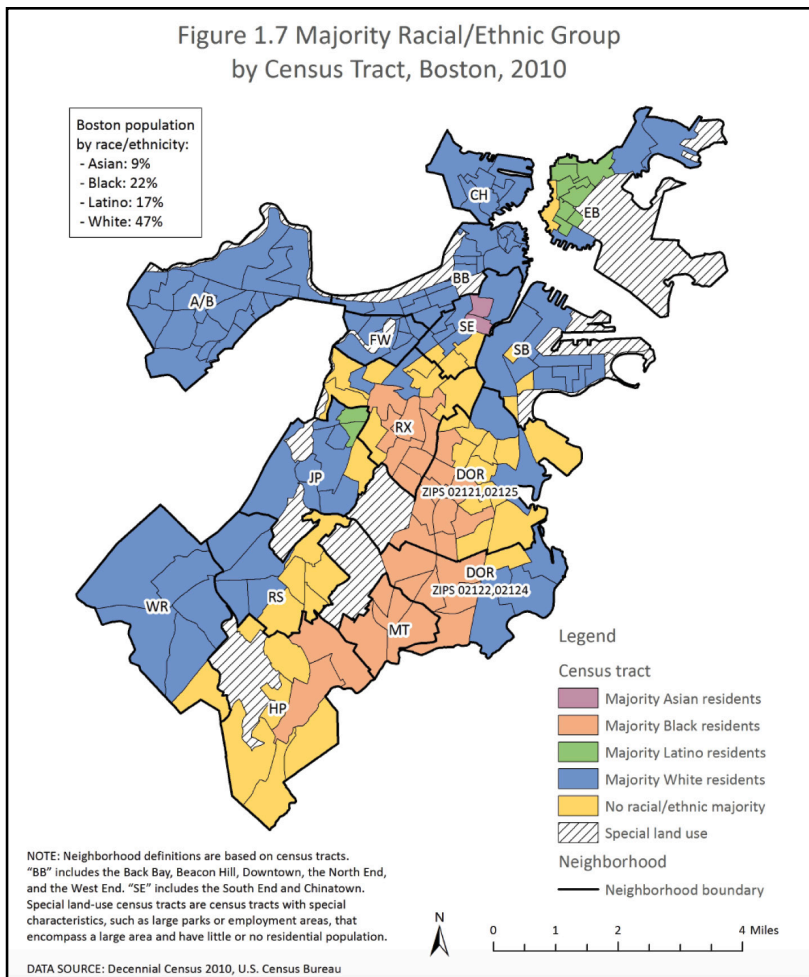 Figure 1.7 Majority Racial/Ethnic Group
by Census Tract, Boston, 2010
Boston population
by race/ethnicity:
- Asian: 9%
- Black: 22%
- Latino: 17%
- White: 47%
CH
EB
A/B
BB
FW
SE
SB
RX
JP
DOR
ZIPS 02121,02125
DOR
ZIPS 02122,02124
WR
RS
MT
HP
Legend
Census tract
Majority Asian residents
Majority Black residents
Majority Latino residents
Majority White residents
No racial/ethnic majority
Special land use
Neighborhood
Neighborhood boundary
NOTE: Neighborhood definitions are based on census tracts.
“BB” includes the Back Bay, Beacon Hill, Downtown, the North End,
and the West End. “SE” includes the South End and Chinatown.
Special land-use census tracts are census tracts with special
characteristics, such as large parks or employment areas, that
encompass a large area and have little or no residential population.
N
0 1 2 4 Miles
DATA SOURCE: Decennial Census 2010, U.S. Census Bureau